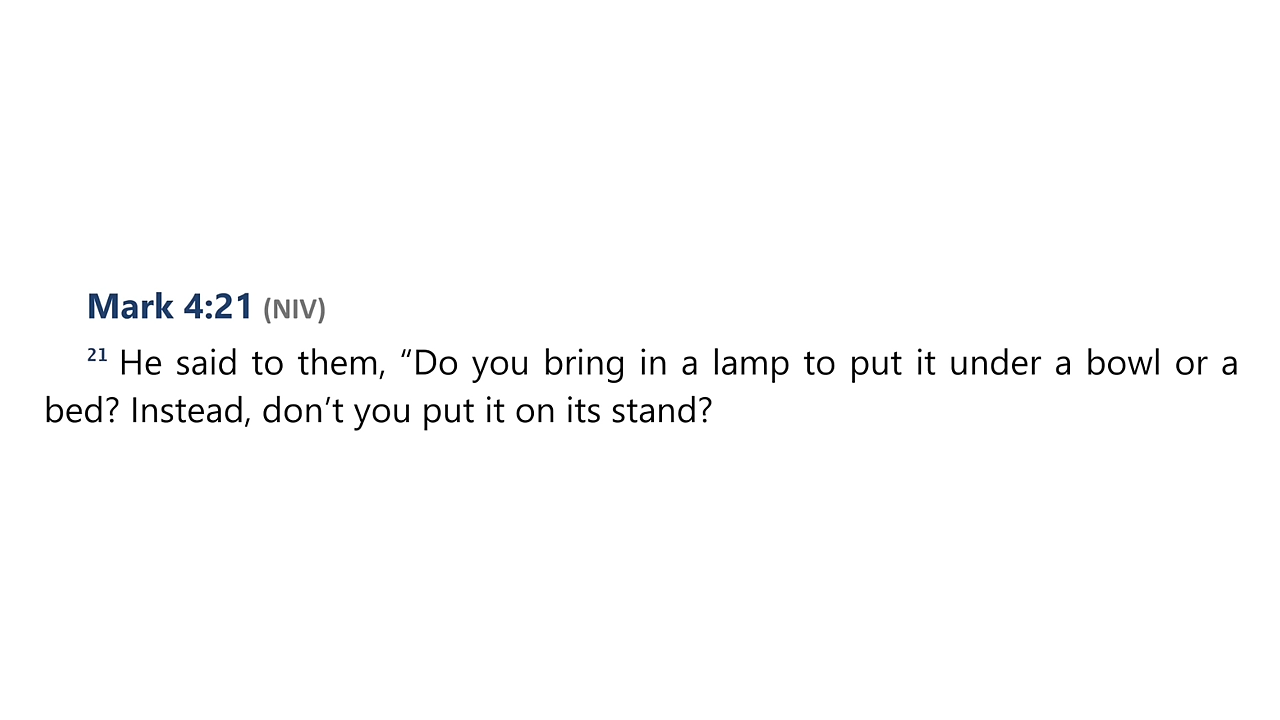 Mark 4:21 (NIV)
21 He said to them, “Do you bring in a lamp to put it under a bowl or a
bed? Instead, don’t you put it on its stand?